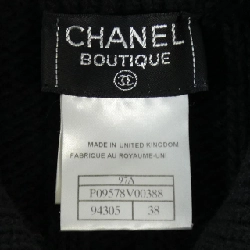 CHANEL
BOUTIQUE
MADE IN UNITED KINGDOM
FABRIQUE AU ROYAUME-UNI
97A
P09578V00388
94305 38